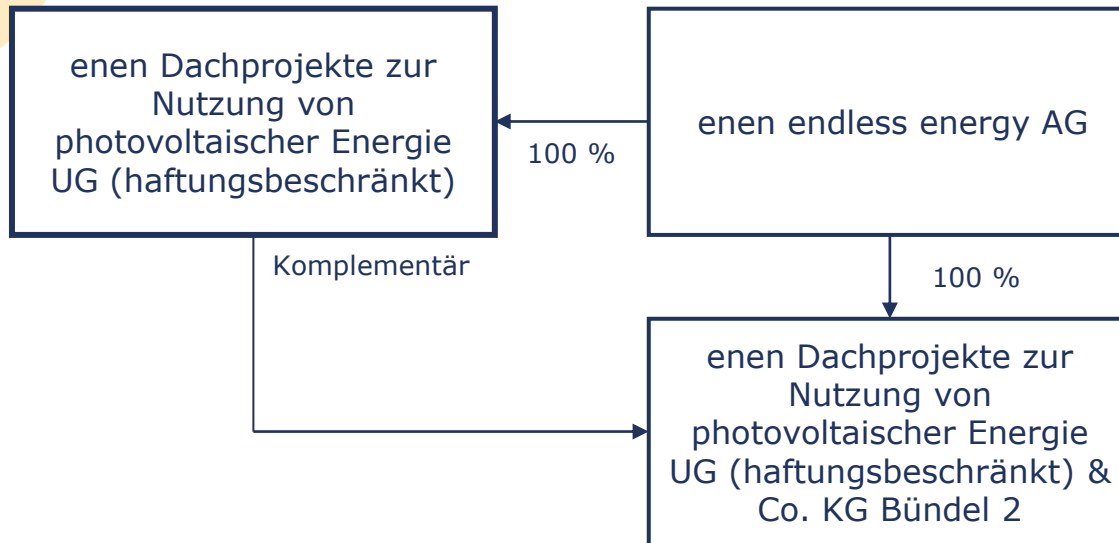 enen Dachprojekte zur
Nutzung von
photovoltaischer Energie
UG (haftungsbeschränkt)
100 %
enen endless energy AG
Komplementär
100 %
enen Dachprojekte zur
Nutzung von
photovoltaischer Energie
UG (haftungsbeschränkt) &
Co. KG Bündel 2